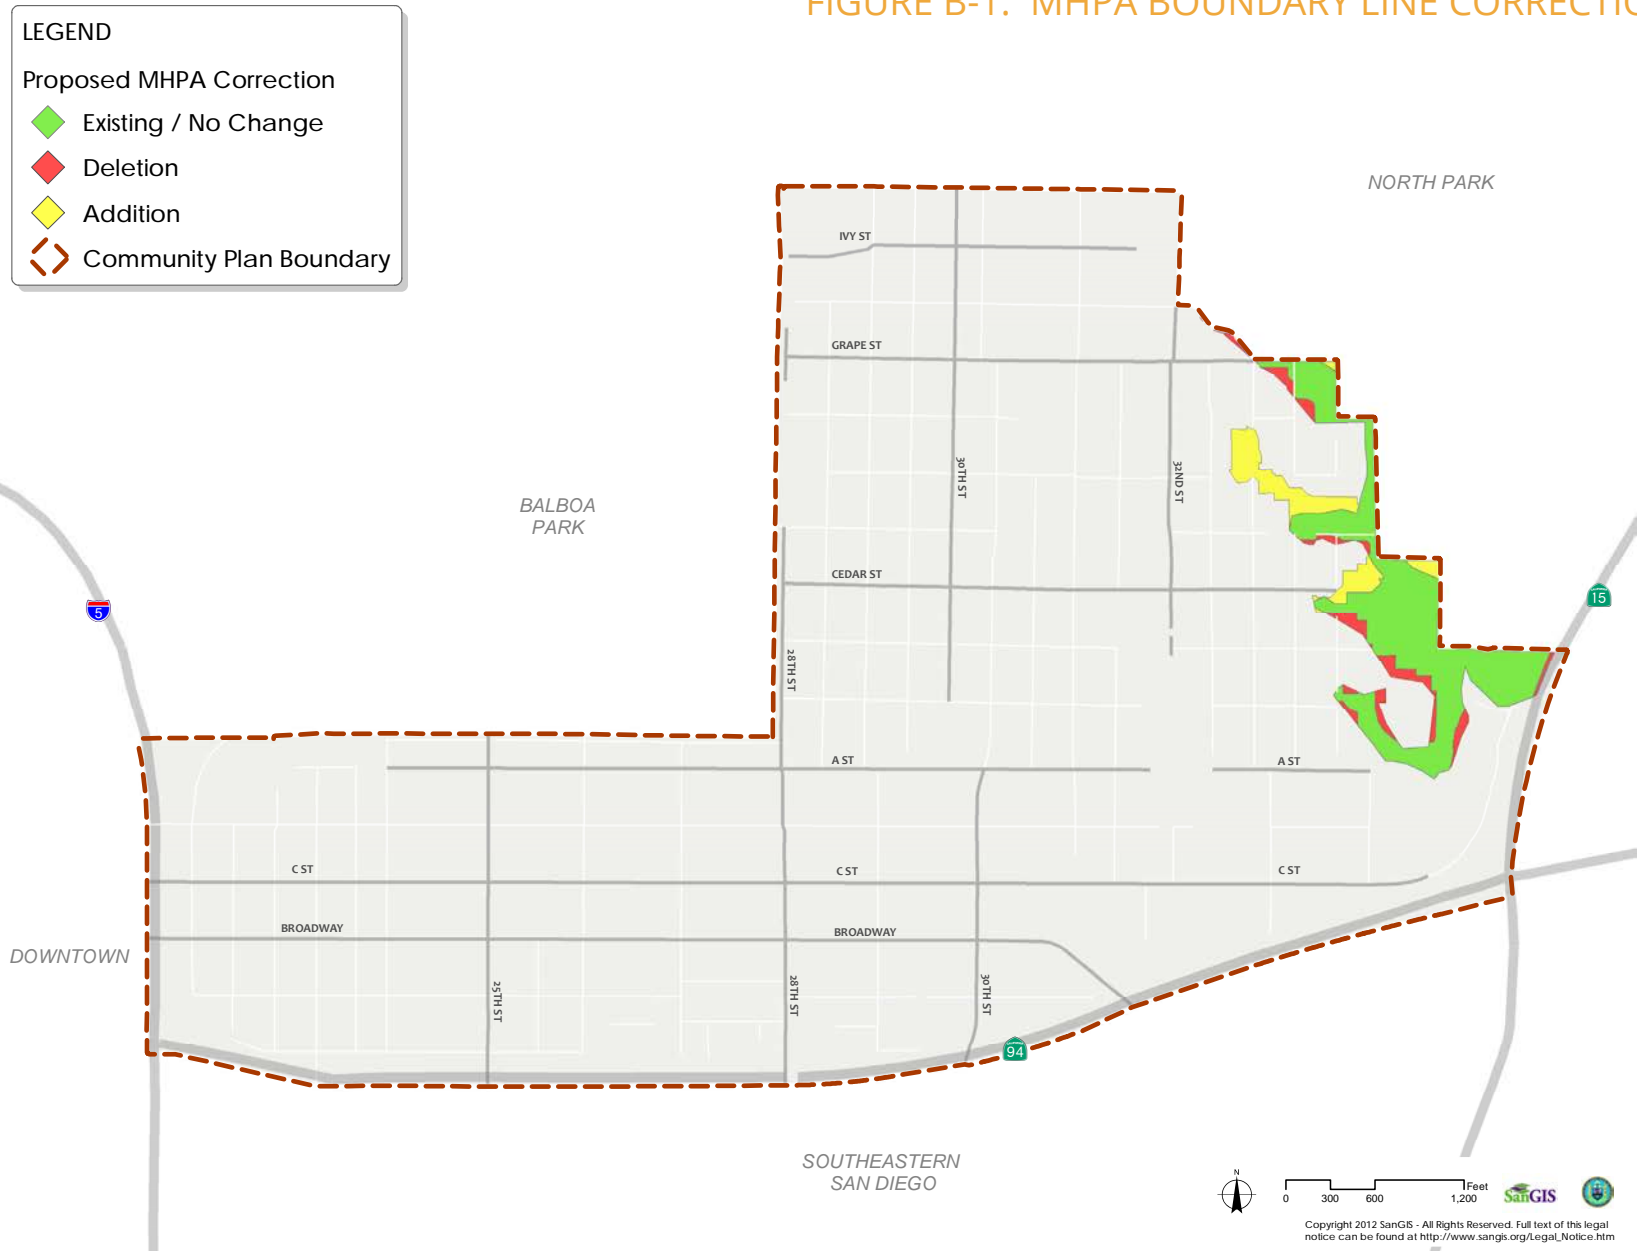 FIGURE B-1: MHPA BOUNDARY LINE CORRECTIO
LEGEND
Proposed MHPA Correction
Existing / No Change
Deletion
Addition
Community Plan Boundary
NORTH PARK
IVY ST
GRAPE ST
30TH ST
32ND ST
BALBOA
PARK
CEDAR ST
5
15
28TH ST
A ST
A ST
C ST
C ST
C ST
BROADWAY
BROADWAY
DOWNTOWN
25TH ST
28TH ST
30TH ST
94
SOUTHEASTERN
SAN DIEGO
N
Feet
0 300 600 1,200
SanGIS
Copyright 2012 SanGIS - All Rights Reserved. Full text of this legal
notice can be found at http://www.sangis.org/Legal_Notice.htm